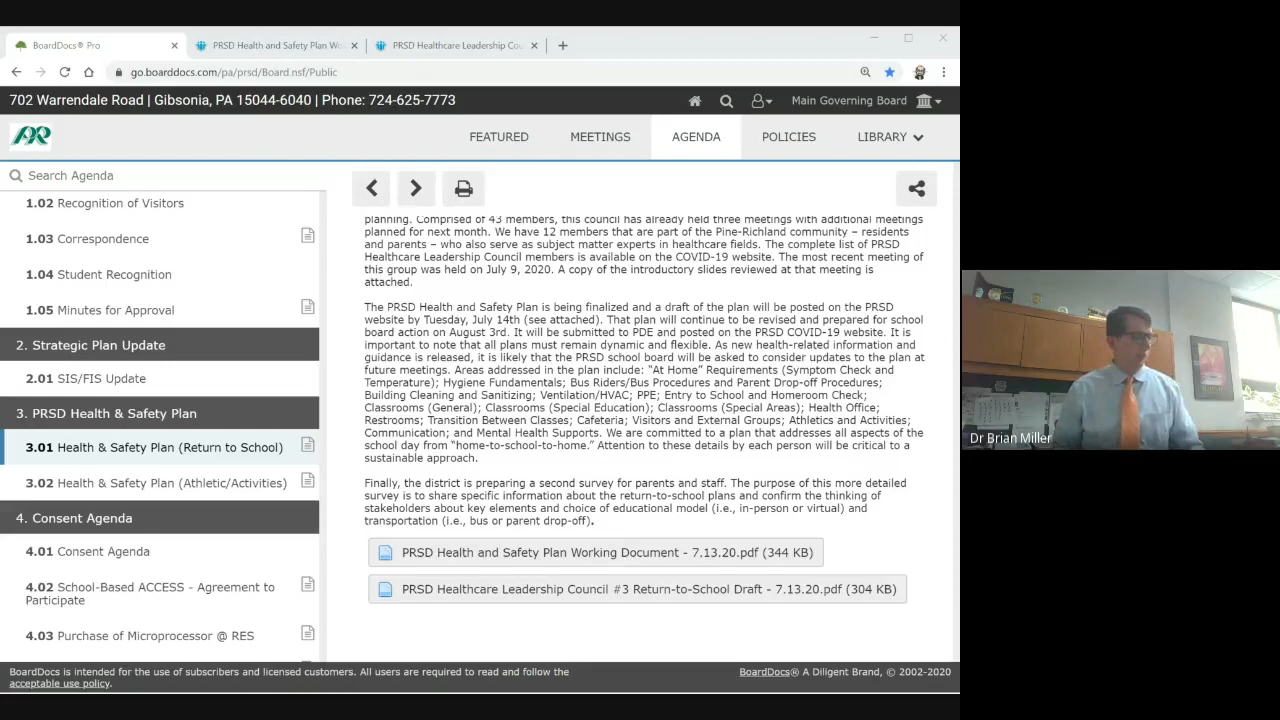 BoardDocs® Pro
PRSD Health and Safety Plan Wo
PRSD Healthcare Leadership Cou
go.boarddocs.com/pa/prsd/Board.nsf/Public
702 Warrendale Road | Gibsonia, PA 15044-6040 | Phone: 724-625-7773
Main Governing Board
AR
FEATURED
MEETINGS
AGENDA
POLICIES
LIBRARY
Search Agenda
1.02 Recognition of Visitors
1.03 Correspondence
1.04 Student Recognition
1.05 Minutes for Approval
2. Strategic Plan Update
2.01 SIS/FIS Update
3. PRSD Health & Safety Plan
3.01 Health & Safety Plan (Return to School)
3.02 Health & Safety Plan (Athletic/Activities)
4. Consent Agenda
4.01 Consent Agenda
4.02 School-Based ACCESS - Agreement to
Participate
4.03 Purchase of Microprocessor @ RES
planning. Comprised of 43 members, this council has already held three meetings with additional meetings
planned for next month. We have 12 members that are part of the Pine-Richland community – residents
and parents – who also serve as subject matter experts in healthcare fields. The complete list of PRSD
Healthcare Leadership Council members is available on the COVID-19 website. The most recent meeting of
this group was held on July 9, 2020. A copy of the introductory slides reviewed at that meeting is
attached.
The PRSD Health and Safety Plan is being finalized and a draft of the plan will be posted on the PRSD
website by Tuesday, July 14th (see attached). That plan will continue to be revised and prepared for school
board action on August 3rd. It will be submitted to PDE and posted on the PRSD COVID-19 website. It is
important to note that all plans must remain dynamic and flexible. As new health-related information and
guidance is released, it is likely that the PRSD school board will be asked to consider updates to the plan at
future meetings. Areas addressed in the plan include: “At Home” Requirements (Symptom Check and
Temperature); Hygiene Fundamentals; Bus Riders/Bus Procedures and Parent Drop-off Procedures;
Building Cleaning and Sanitizing; Ventilation/HVAC; PPE; Entry to School and Homeroom Check;
Classrooms (General); Classrooms (Special Education); Classrooms (Special Areas); Health Office;
Restrooms; Transition Between Classes; Cafeteria; Visitors and External Groups; Athletics and Activities;
Communication; and Mental Health Supports. We are committed to a plan that addresses all aspects of the
school day from “home-to-school-to-home.” Attention to these details by each person will be critical to a
sustainable approach.
Finally, the district is preparing a second survey for parents and staff. The purpose of this more detailed
survey is to share specific information about the return-to-school plans and confirm the thinking of
stakeholders about key elements and choice of educational model (i.e., in-person or virtual) and
transportation (i.e., bus or parent drop-off).
PRSD Health and Safety Plan Working Document - 7.13.20.pdf (344 KB)
PRSD Healthcare Leadership Council #3 Return-to-School Draft - 7.13.20.pdf (304 KB)
BoardDocs is intended for the use of subscribers and licensed customers. All users are required to read and follow the
acceptable use policy.
BoardDocs® A Diligent Brand, © 2002-2020
Dr Brian Miller